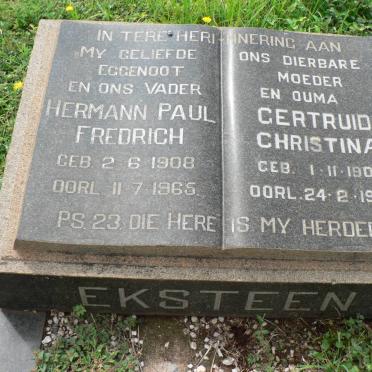 IN TERE HERINNERING AAN
MY GELIEFDE
EGGENOOT
EN ONS VADER
HERMANN PAUL
FREDRICH
GEB. 2·6·1908
OORL. 11·7·1965.
ONS DIERBARE
MOEDER
EN OUMA
GERTRUID
CHRISTINA
GEB. 1·11·190
OORL. 24·2·19
PS. 23, DIE HERE IS MY HERDER
EKSTEEN